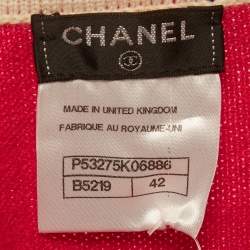 CHANEL
MADE IN UNITED KINGDOM
FABRIQUE AU ROYAUME-UNI
P53275K06886
B5219 42